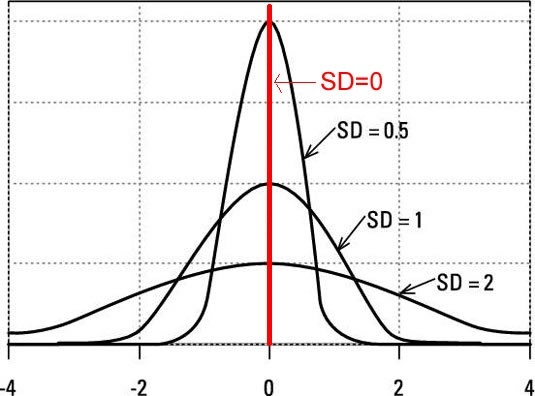 SD=0
SD = 0.5
SD = 1
SD = 2
-4 -2 0 2 4